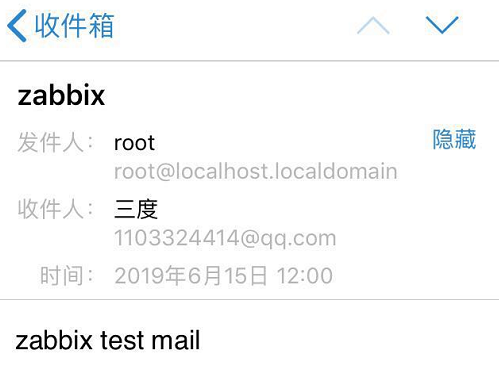 收件箱
zabbix
发件人： root 隐藏
root@localhost.localdomain
收件人： 三度
1103324414@qq.com
时间： 2019年6月15日 12:00
zabbix test mail